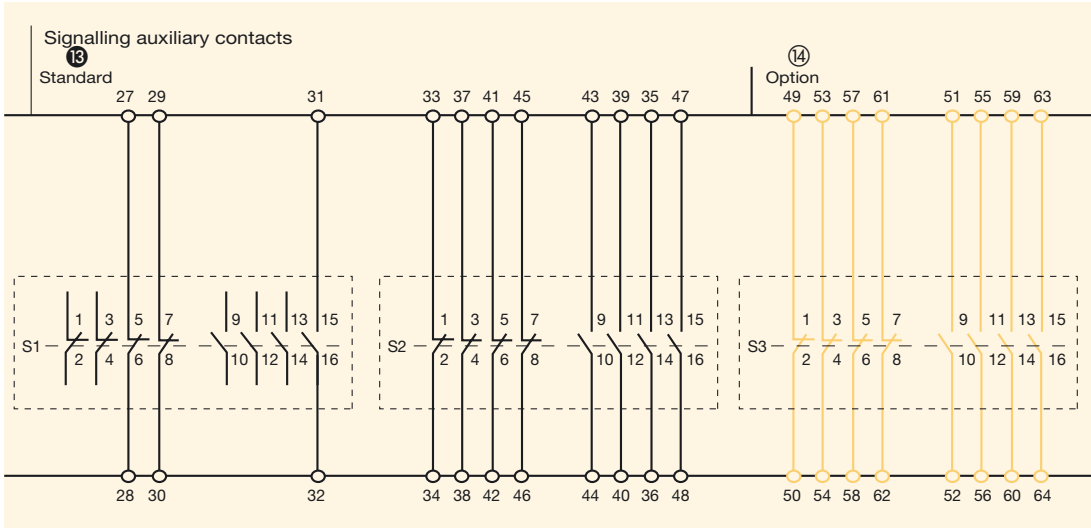 Signalling auxiliary contacts
⓭ ⑭
Standard Option
27 29 31 33 37 41 45 43 39 35 47 49 53 57 61 51 55 59 63
1 3 5 7 9 11 13 15 1 3 5 7 9 11 13 15 1 3 5 7 9 11 13 15
S1 S2 S3
2 4 6 8 10 12 14 16 2 4 6 8 10 12 14 16 2 4 6 8 10 12 14 16
28 30 32 34 38 42 46 44 40 36 48 50 54 58 62 52 56 60 64